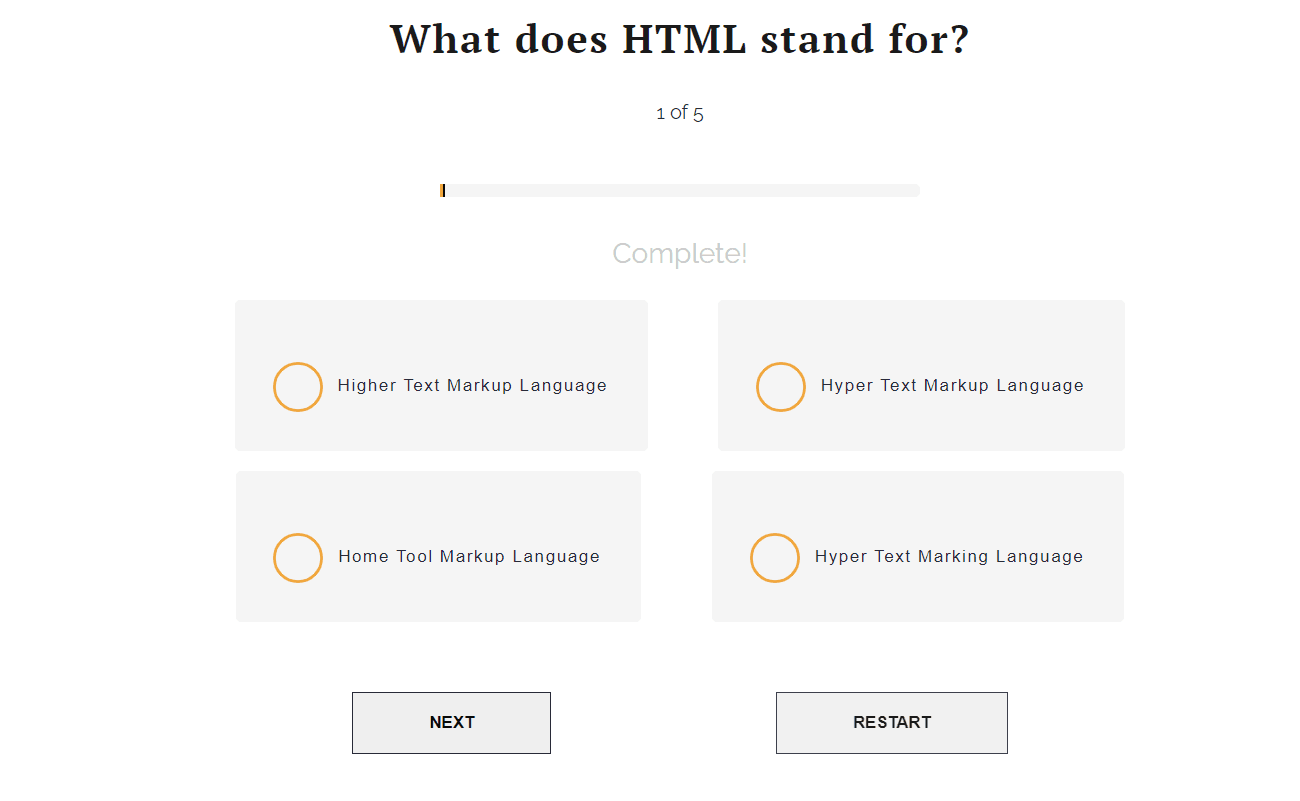 What does HTML stand for?
1 of 5
Complete!
Higher Text Markup Language
Hyper Text Markup Language
Home Tool Markup Language
Hyper Text Marking Language
NEXT
RESTART